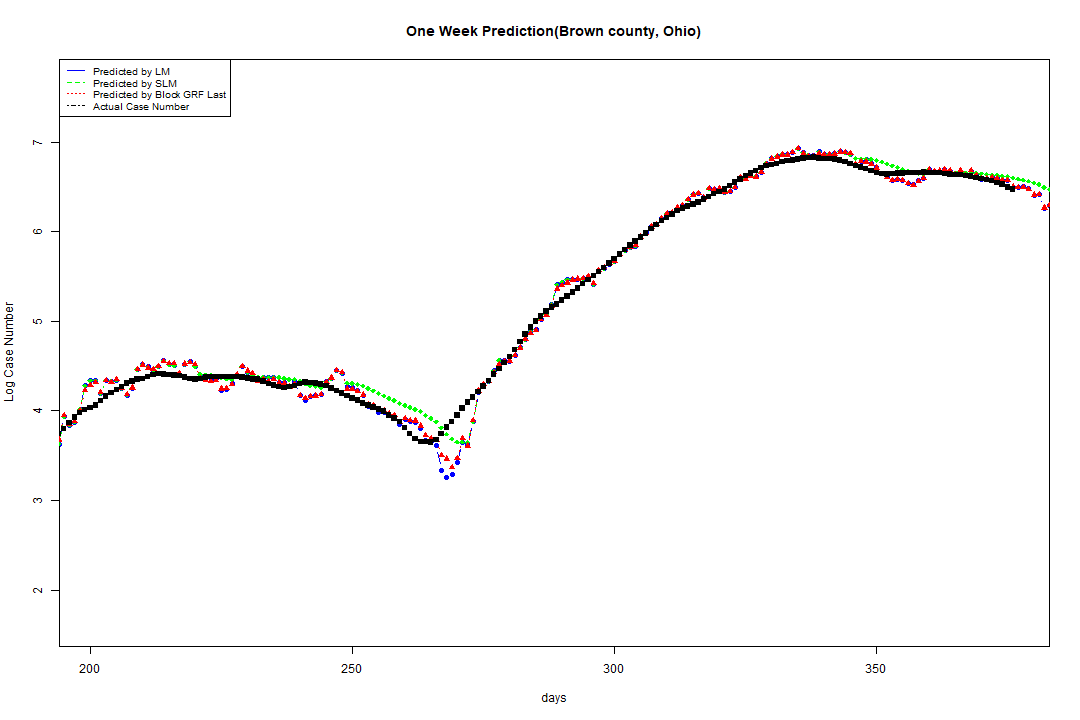 One Week Prediction(Brown county, Ohio)
Predicted by LM
Predicted by SLM
Predicted by Block GRF Last
Actual Case Number
7
6
5
4
3
2
Log Case Number
200 250 300 350
days